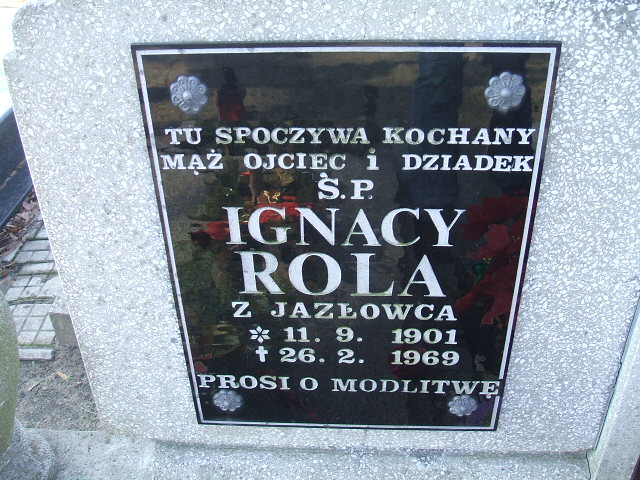 TU SPOCZYWA KOCHANY
MĄŻ OJCIEC i DZIADEK
Ś.P.
IGNACY
ROLA
Z JAZŁOWCA
✲ 11. 9. 1901
✝ 26. 2. 1969
PROSI O MODLITWĘ